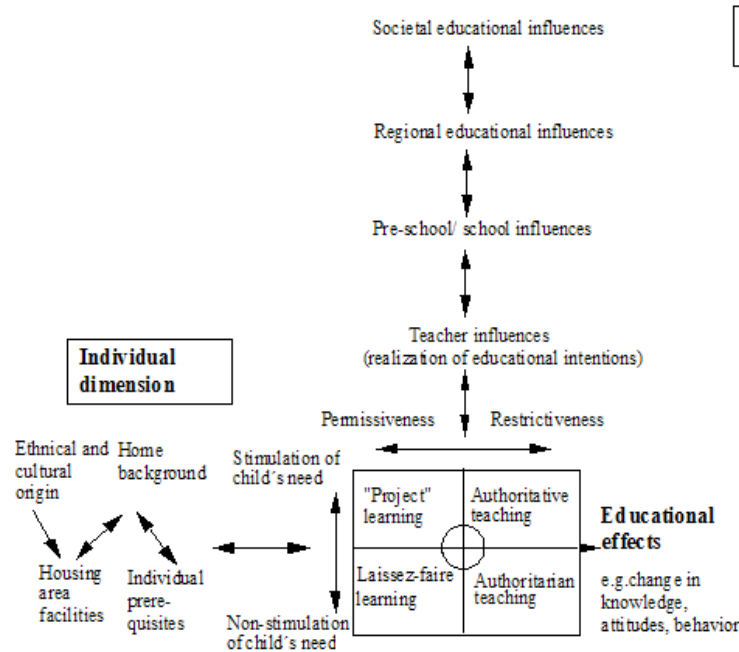 Societal educational influences
Regional educational influences
Pre-school/ school influences
Teacher influences
(realization of educational intentions)
Individual
dimension
Permissiveness
Restrictiveness
Ethnical and
cultural
origin
Home
background
Stimulation of
child´s need
"Project"
learning
Authoritative
teaching
Educational
effects
Housing
area
facilities
Individual
prere-
quisites
Laissez-faire
learning
Authoritarian
teaching
e.g.change in
knowledge,
attitudes, behavior
Non-stimulation
of child´s need